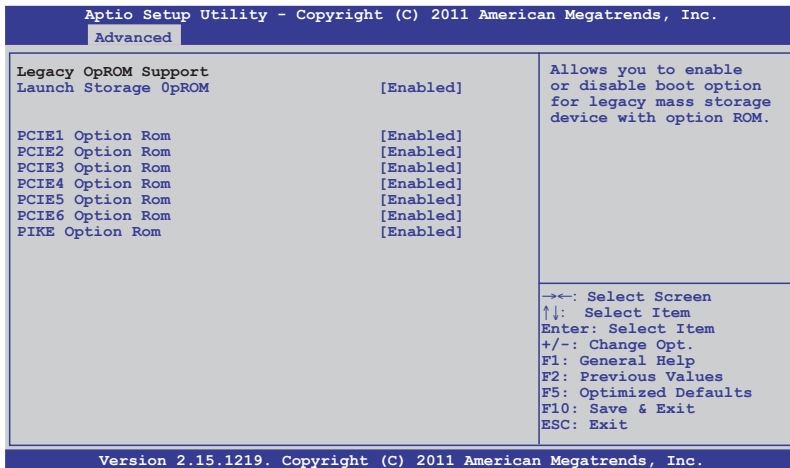 Aptio Setup Utility - Copyright (C) 2011 American Megatrends, Inc.
Advanced
Legacy OpROM Support
Launch Storage 0pROM [Enabled]
PCIE1 Option Rom [Enabled]
PCIE2 Option Rom [Enabled]
PCIE3 Option Rom [Enabled]
PCIE4 Option Rom [Enabled]
PCIE5 Option Rom [Enabled]
PCIE6 Option Rom [Enabled]
PIKE Option Rom [Enabled]
Allows you to enable
or disable boot option
for legacy mass storage
device with option ROM.
→←: Select Screen
↑↓: Select Item
Enter: Select Item
+/-: Change Opt.
F1: General Help
F2: Previous Values
F5: Optimized Defaults
F10: Save & Exit
ESC: Exit
Version 2.15.1219. Copyright (C) 2011 American Megatrends, Inc.